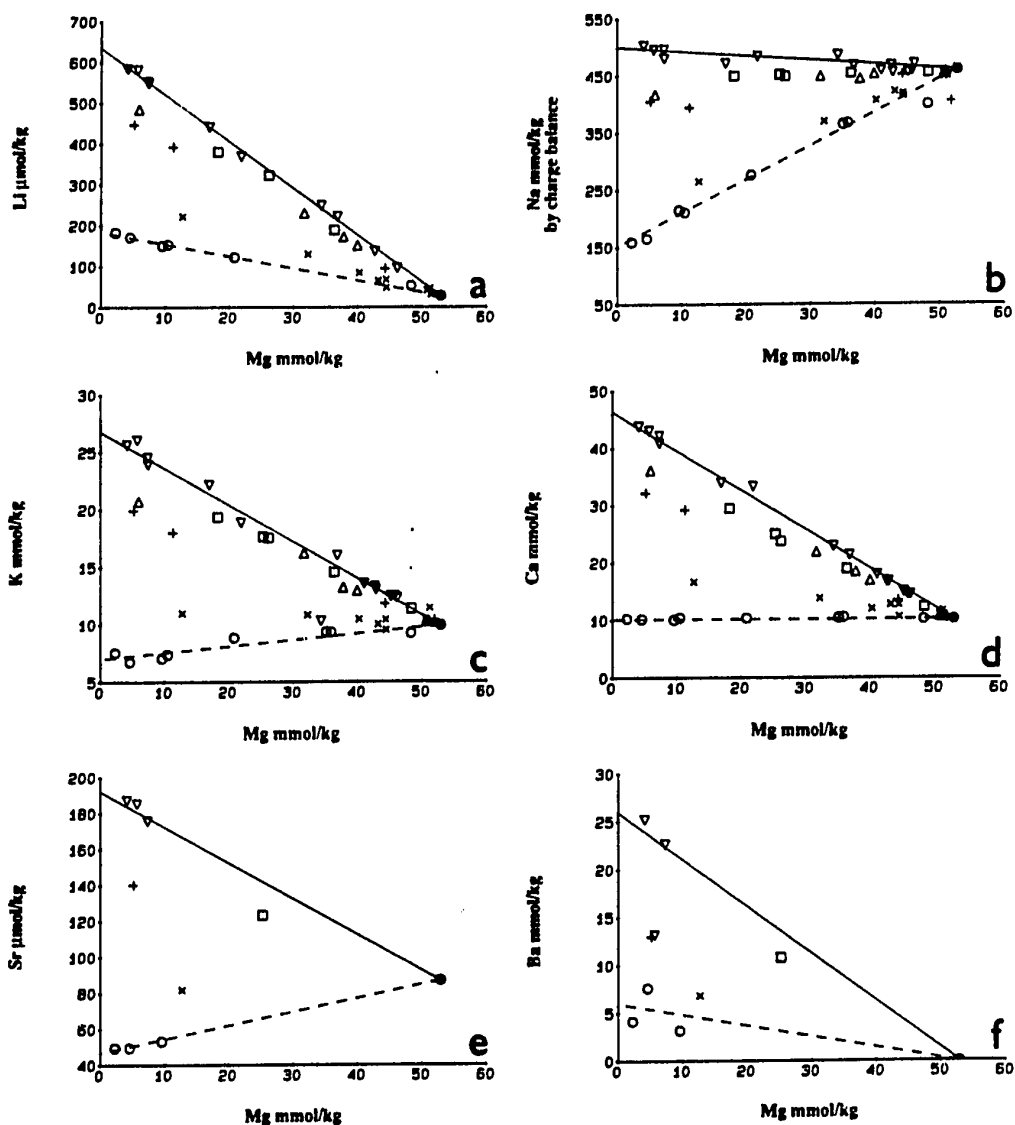 700
600
500
400
300
200
100
0
0 10 20 30 40 50 60
Li µmol/kg
Mg mmol/kg
a
550
450
350
250
150
50
0 10 20 30 40 50 60
Na mmol/kg
by charge balance
Mg mmol/kg
b
30
25
20
15
10
5
0 10 20 30 40 50 60
K mmol/kg
Mg mmol/kg
c
50
40
30
20
10
0
0 10 20 30 40 50 60
Ca mmol/kg
Mg mmol/kg
d
200
180
160
140
120
100
80
60
40
0 10 20 30 40 50 60
Sr µmol/kg
Mg mmol/kg
e
30
25
20
15
10
5
0
0 10 20 30 40 50 60
Ba mmol/kg
Mg mmol/kg
f